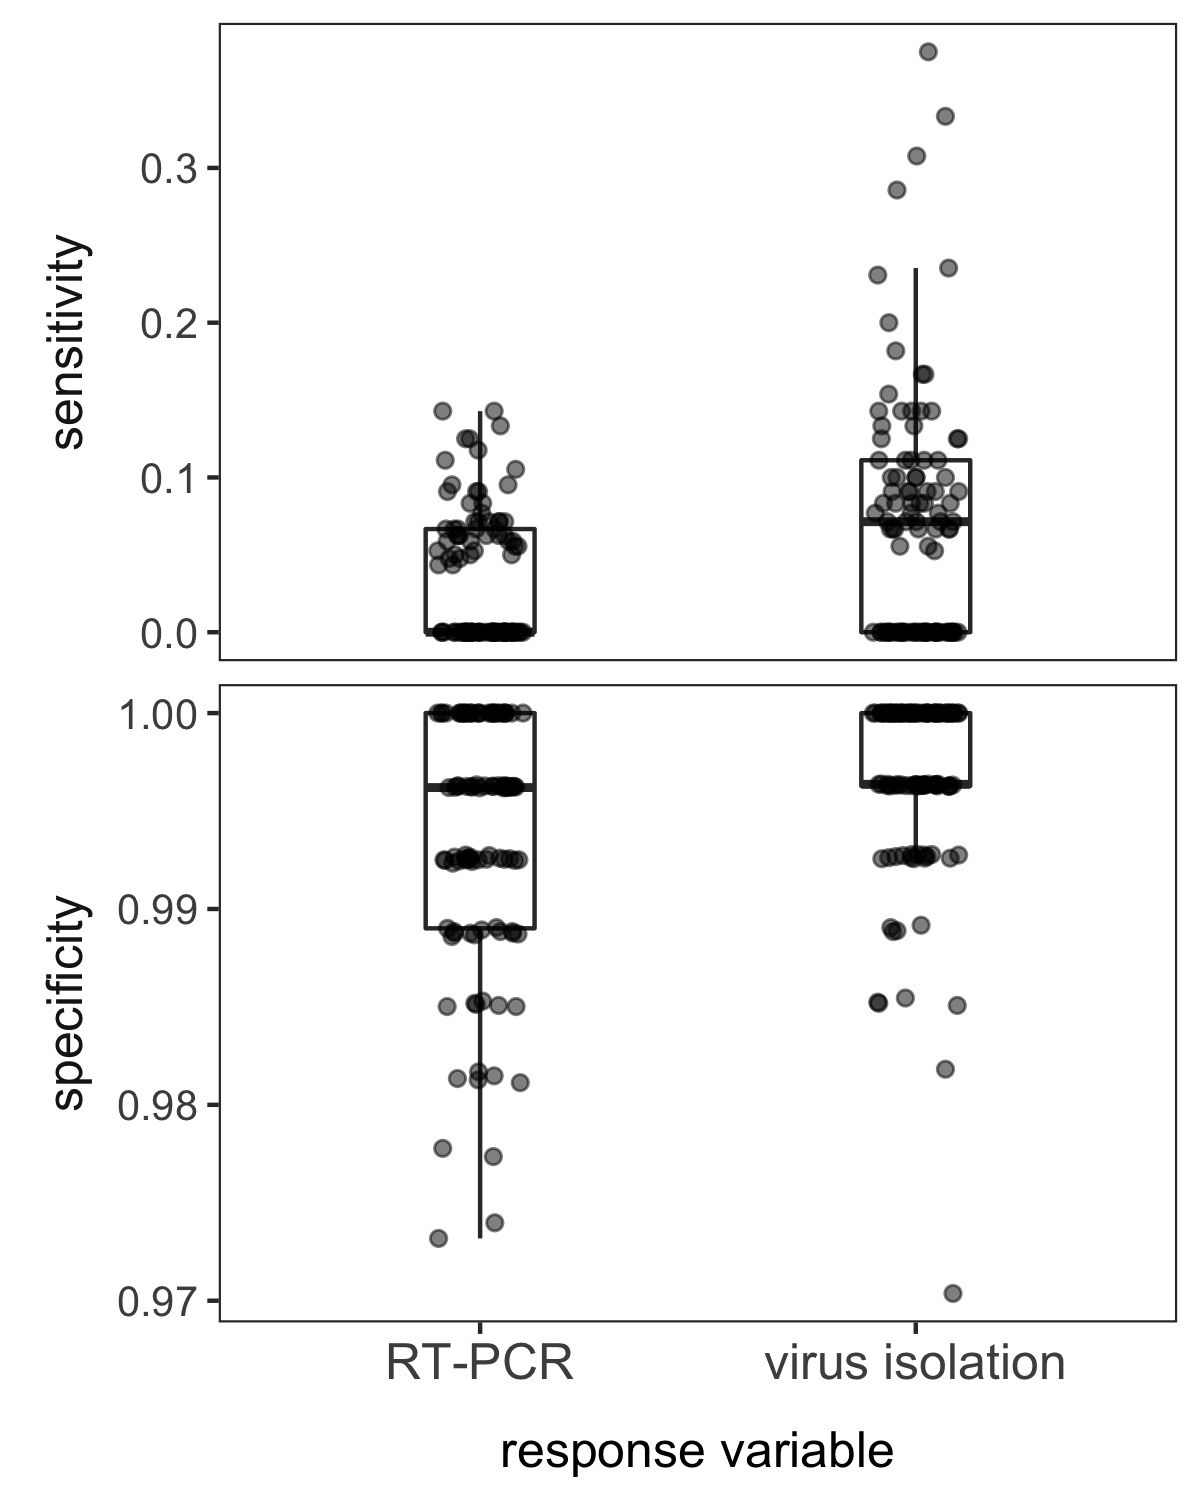 sensitivity
0.3
0.2
0.1
0.0
specificity
1.00
0.99
0.98
0.97
RT-PCR virus isolation
response variable